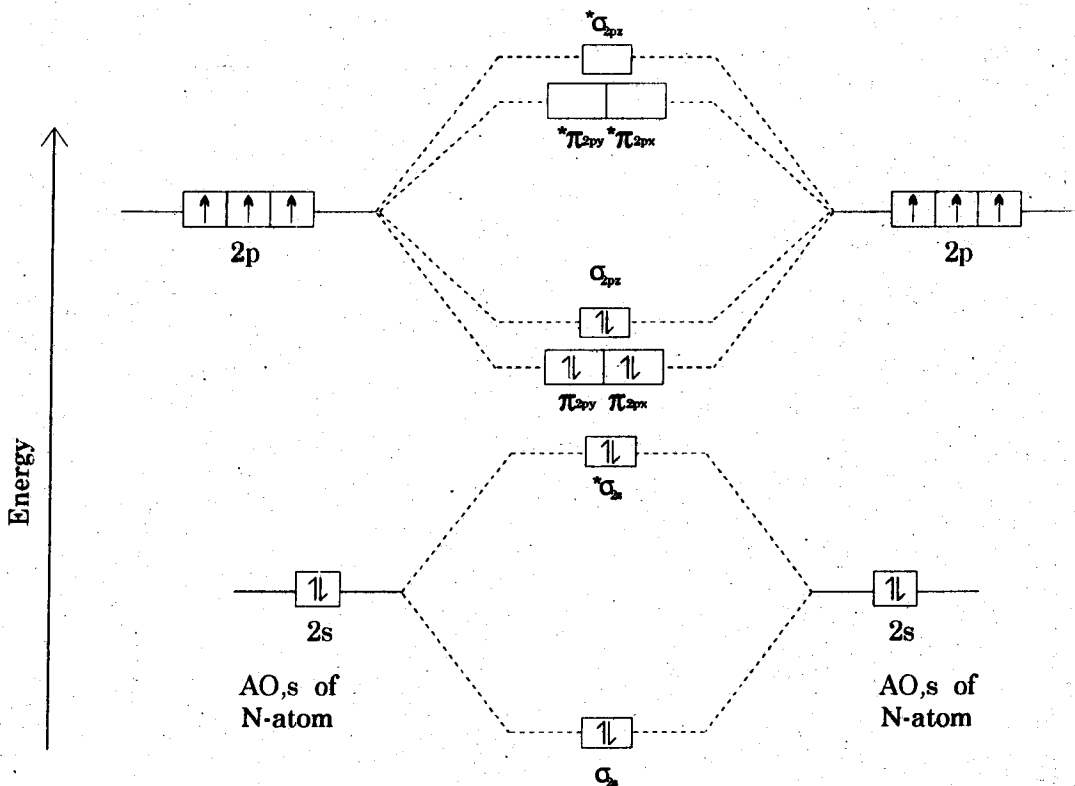 *σ2pz
*π2py *π2px
2p
2p
σ2pz
π2py π2px
*σ2s
Energy
2s
2s
AO,s of
N-atom
AO,s of
N-atom
σ2s